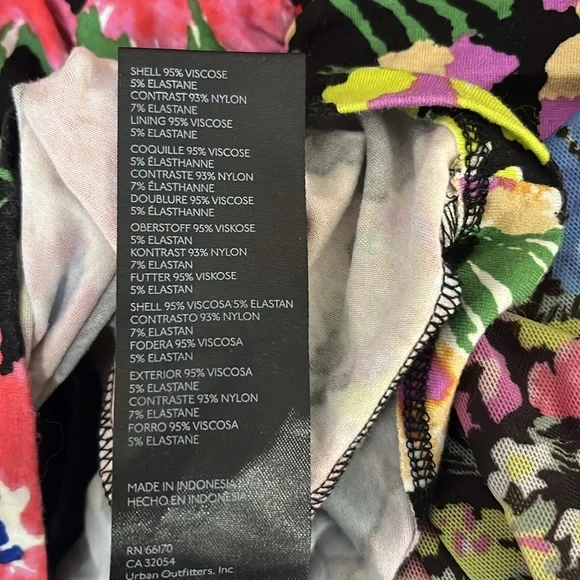 SHELL 95% VISCOSE
5% ELASTANE
CONTRAST 93% NYLON
7% ELASTANE
LINING 95% VISCOSE
5% ELASTANE
COQUILLE 95% VISCOSE
5% ÉLASTHANNE
CONTRASTE 93% NYLON
7% ÉLASTHANNE
DOUBLURE 95% VISCOSE
5% ÉLASTHANNE
OBERSTOFF 95% VISKOSE
5% ELASTAN
KONTRAST 93% NYLON
7% ELASTAN
FUTTER 95% VISKOSE
5% ELASTAN
SHELL 95% VISCOSA:5% ELASTAN
CONTRASTO 93% NYLON
7% ELASTAN
FODERA 95% VISCOSA
5% ELASTAN
EXTERIOR 95% VISCOSA
5% ELASTANE
CONTRASTE 93% NYLON
7% ELASTANE
FORRO 95% VISCOSA
5% ELASTANE
MADE IN INDONESIA
HECHO EN INDONESIA
RN 66170
CA 32054
Urban Outfitters, Inc.